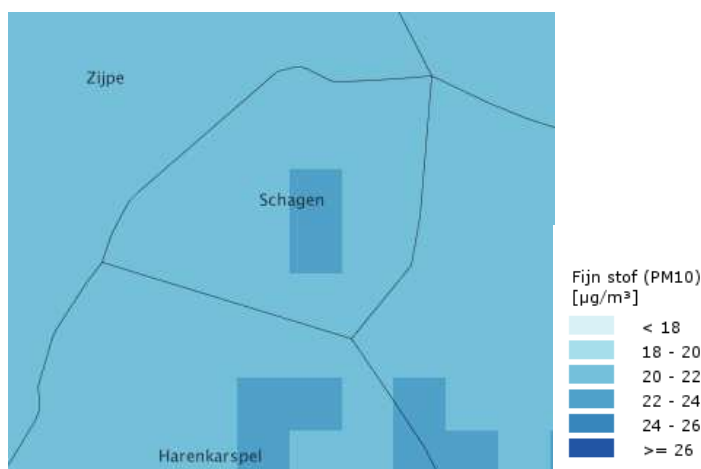 Zijpe
Schagen
Harenkarspel
Fijn stof (PM10)
[µg/m³]
< 18
18 - 20
20 - 22
22 - 24
24 - 26
>= 26